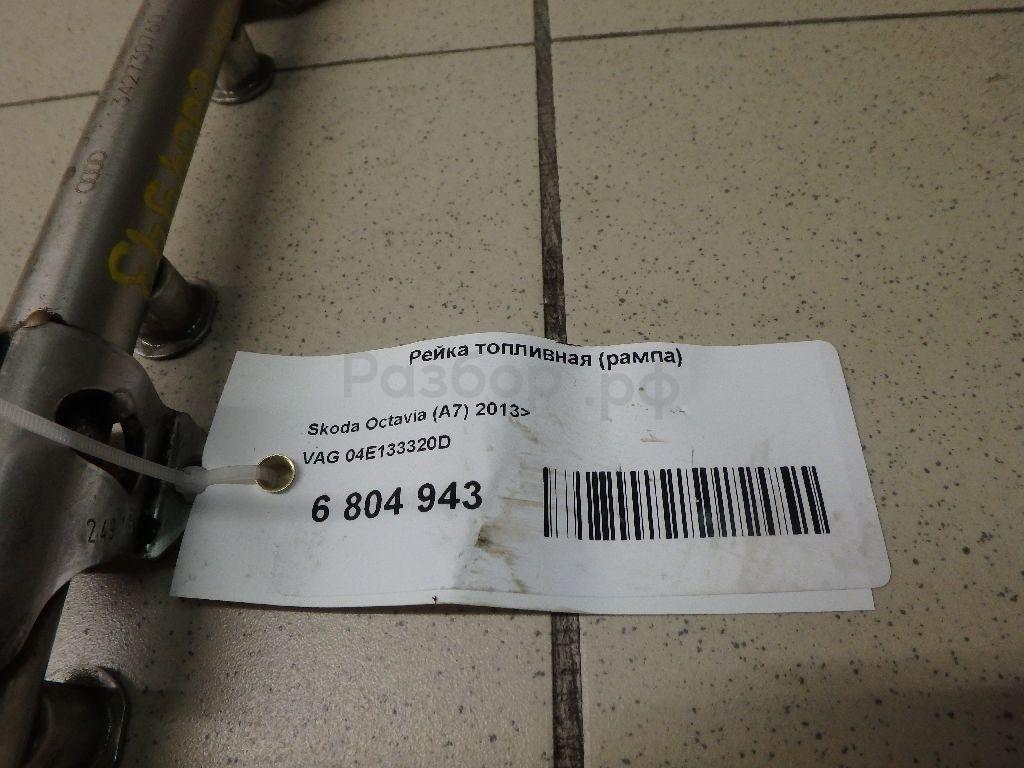 Рейка топливная (рампа)
Разбор.рф
Skoda Octavia (A7) 2013>
VAG 04E133320D
6 804 943